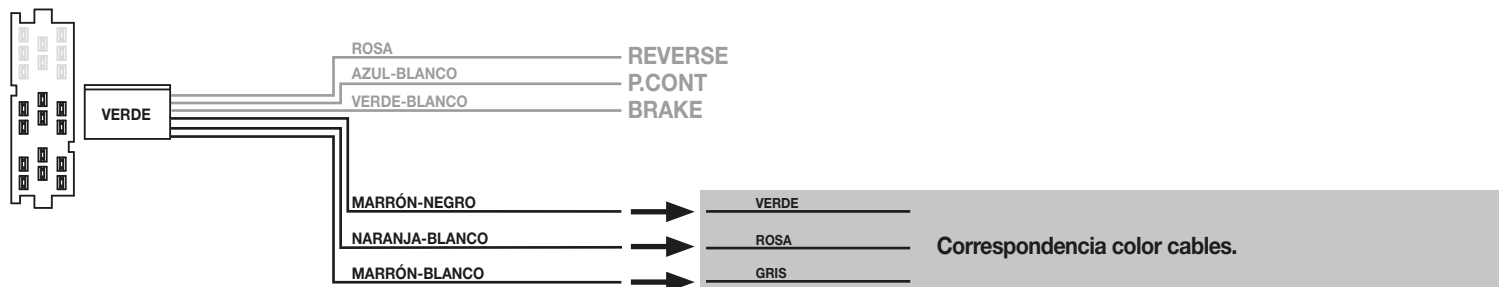 ROSA
REVERSE
AZUL-BLANCO
P.CONT
VERDE-BLANCO
BRAKE
VERDE
MARRÓN-NEGRO
VERDE
NARANJA-BLANCO
ROSA
Correspondencia color cables.
MARRÓN-BLANCO
GRIS